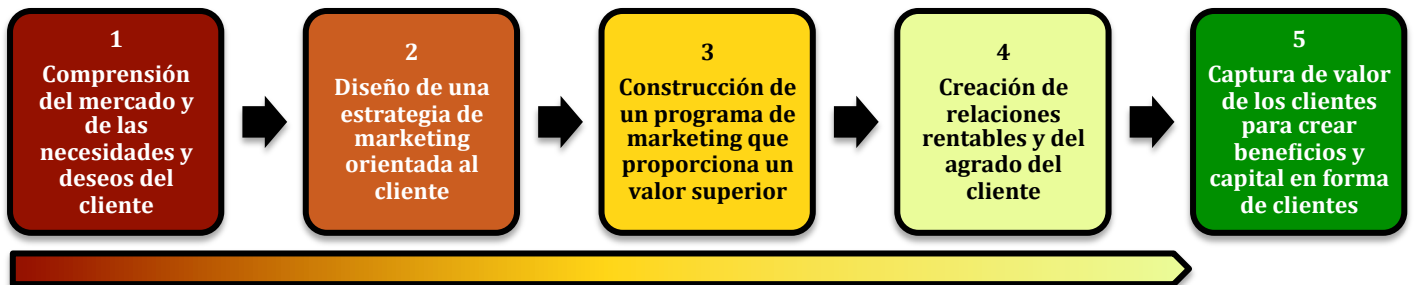 1
Comprensión
del mercado y
de las
necesidades y
deseos del
cliente
2
Diseño de una
estrategia de
marketing
orientada al
cliente
3
Construcción de
un programa de
marketing que
proporciona un
valor superior
4
Creación de
relaciones
rentables y del
agrado del
cliente
5
Captura de valor
de los clientes
para crear
beneficios y
capital en forma
de clientes